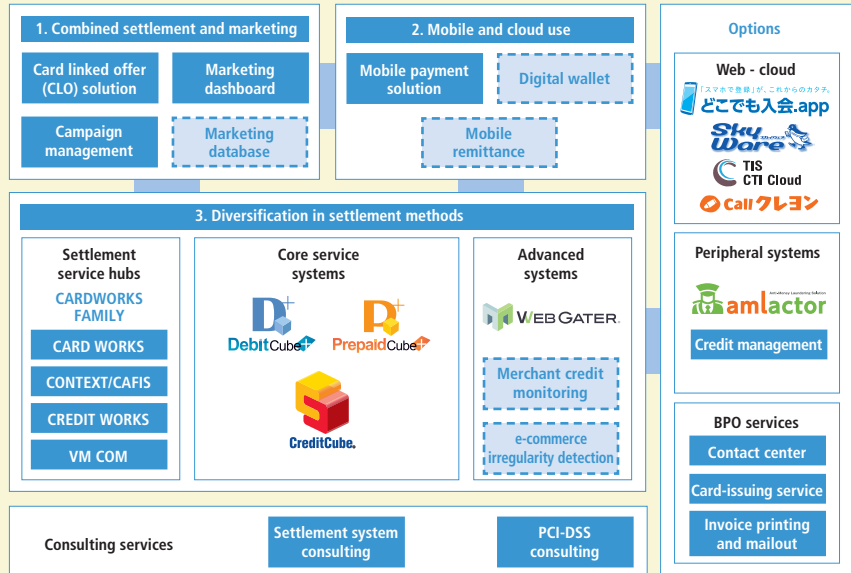 1. Combined settlement and marketing
Card linked offer
(CLO) solution
Marketing
dashboard
Campaign
management
Marketing
database
2. Mobile and cloud use
Mobile payment
solution
Digital wallet
Mobile
remittance
3. Diversification in settlement methods
Settlement
service hubs
CARDWORKS
FAMILY
CARD WORKS
CONTEXT/CAFIS
CREDIT WORKS
VM COM
Core service
systems
DebitCube+
PrepaidCube+
CreditCube
Advanced
systems
WEBGATER
Merchant credit
monitoring
e-commerce
irregularity detection
Consulting services
Settlement system
consulting
PCI-DSS
consulting
Options
Web - cloud
「スマホで登録」が、これからのカタチ。
どこでも入会.app
Sky
Ware
TIS
CTI Cloud
Callクレヨン
Peripheral systems
amlactor
Credit management
BPO services
Contact center
Card-issuing service
Invoice printing
and mailout